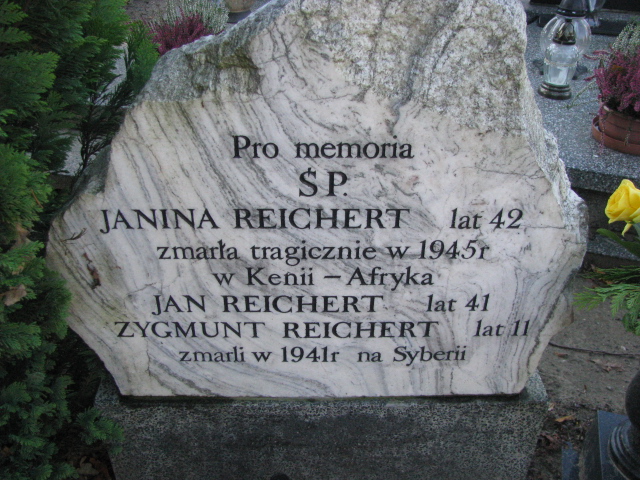 Pro memoria
Ś.P.
JANINA REICHERT lat 42
zmarła tragicznie w 1945r
w Kenii – Afryka
JAN REICHERT lat 41
ZYGMUNT REICHERT lat 11
zmarli w 1941r na Syberii